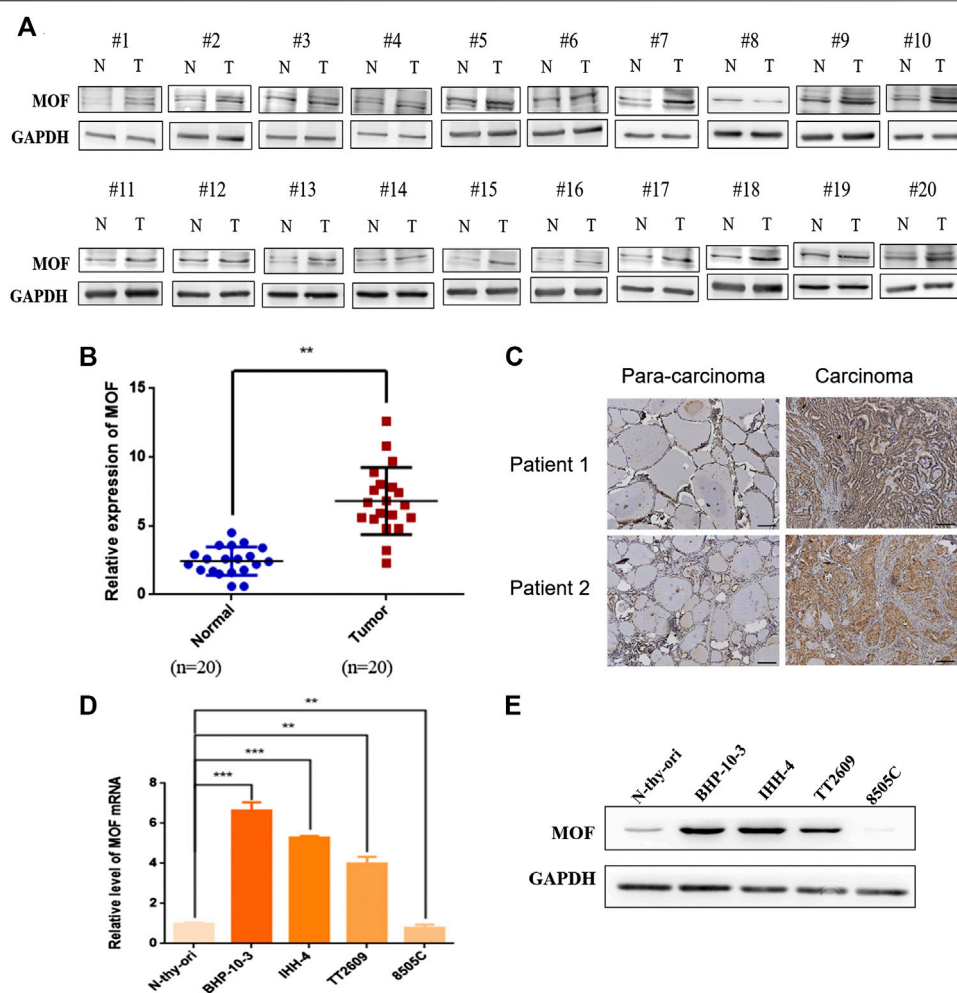 A
#1 #2 #3 #4 #5 #6 #7 #8 #9 #10
N T N T N T N T N T N T N T N T N T N T
MOF
GAPDH
#11 #12 #13 #14 #15 #16 #17 #18 #19 #20
N T N T N T N T N T N T N T N T N T N T
MOF
GAPDH
B
**
Relative expression of MOF
15
10
5
0
Normal
Tumor
(n=20)
(n=20)
C
Para-carcinoma Carcinoma
Patient 1
Patient 2
D
**
**
***
***
Relative level of MOF mRNA
8
6
4
2
0
N-thy-ori
BHP-10-3
IHH-4
TT2609
8505C
E
N-thy-ori
BHP-10-3
IHH-4
TT2609
8505C
MOF
GAPDH